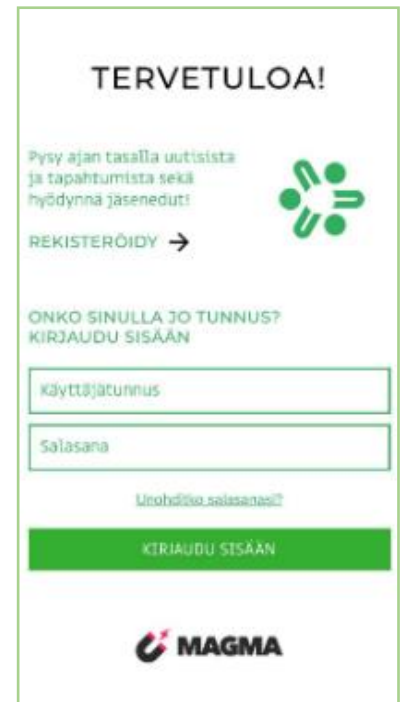 TERVETULOA!
Pysy ajan tasalla uutisista
ja tapahtumista sekä
hyödynnä jäsenedut!
REKISTERÖIDY →
ONKO SINULLA JO TUNNUS?
KIRJAUDU SISÄÄN
Käyttäjätunnus
Salasana
Unohditko salasanasi?
KIRJAUDU SISÄÄN
MAGMA